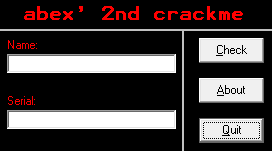 abex' 2nd crackme
Name:
Check
About
Serial:
Quit